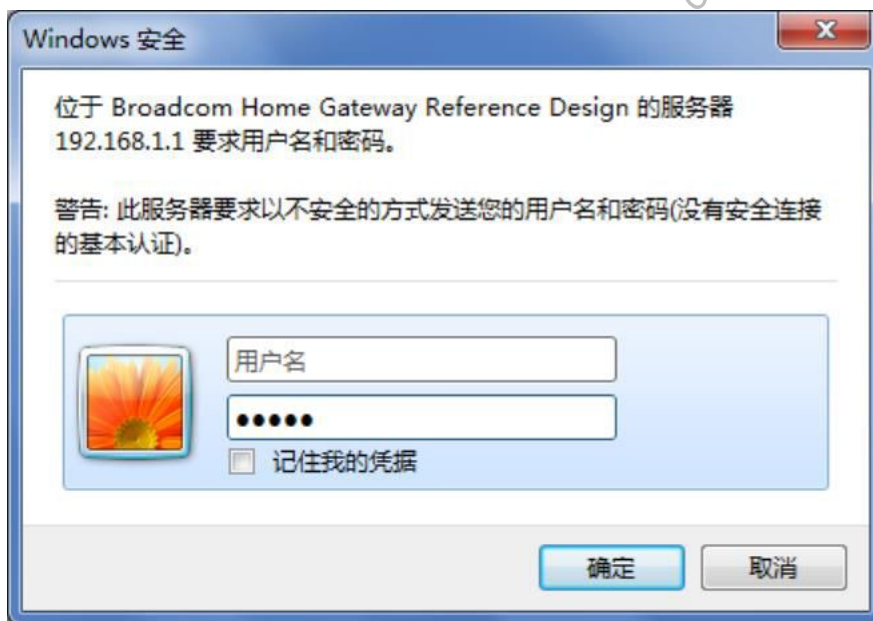 Windows 安全
位于 Broadcom Home Gateway Reference Design 的服务器
192.168.1.1 要求用户名和密码。
警告: 此服务器要求以不安全的方式发送您的用户名和密码(没有安全连接
的基本认证)。
用户名
●●●●●
记住我的凭据
确定
取消